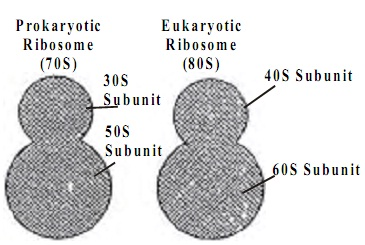 Prokaryotic
Ribosome
(70S)
Eukaryotic
Ribosome
(80S)
30S
Subunit
50S
Subunit
40S Subunit
60S Subunit